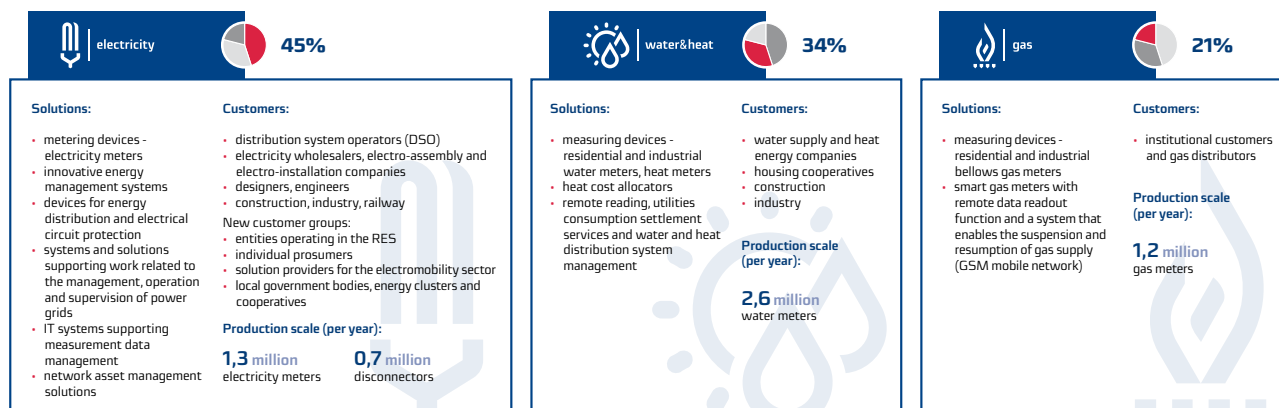 electricity
45%
Solutions:
• metering devices -
electricity meters
• innovative energy
management systems
• devices for energy
distribution and electrical
circuit protection
• systems and solutions
supporting work related to
the management, operation
and supervision of power
grids
• IT systems supporting
measurement data
management
• network asset management
solutions
Customers:
• distribution system operators (DSO)
• electricity wholesalers, electro-assembly and
electro-installation companies
• designers, engineers
• construction, industry, railway
New customer groups:
• entities operating in the RES
• individual prosumers
• solution providers for the electromobility sector
• local government bodies, energy clusters and
cooperatives
Production scale (per year):
1,3 million
electricity meters
0,7 million
disconnectors
water&heat
34%
Solutions:
• measuring devices -
residential and industrial
water meters, heat meters
• heat cost allocators
• remote reading, utilities
consumption settlement
services and water and heat
distribution system
management
Customers:
• water supply and heat
energy companies
• housing cooperatives
• construction
• industry
Production scale
(per year):
2,6 million
water meters
gas
21%
Solutions:
• measuring devices -
residential and industrial
bellows gas meters
• smart gas meters with
remote data readout
function and a system that
enables the suspension and
resumption of gas supply
(GSM mobile network)
Customers:
• institutional customers
and gas distributors
Production scale
(per year):
1,2 million
gas meters